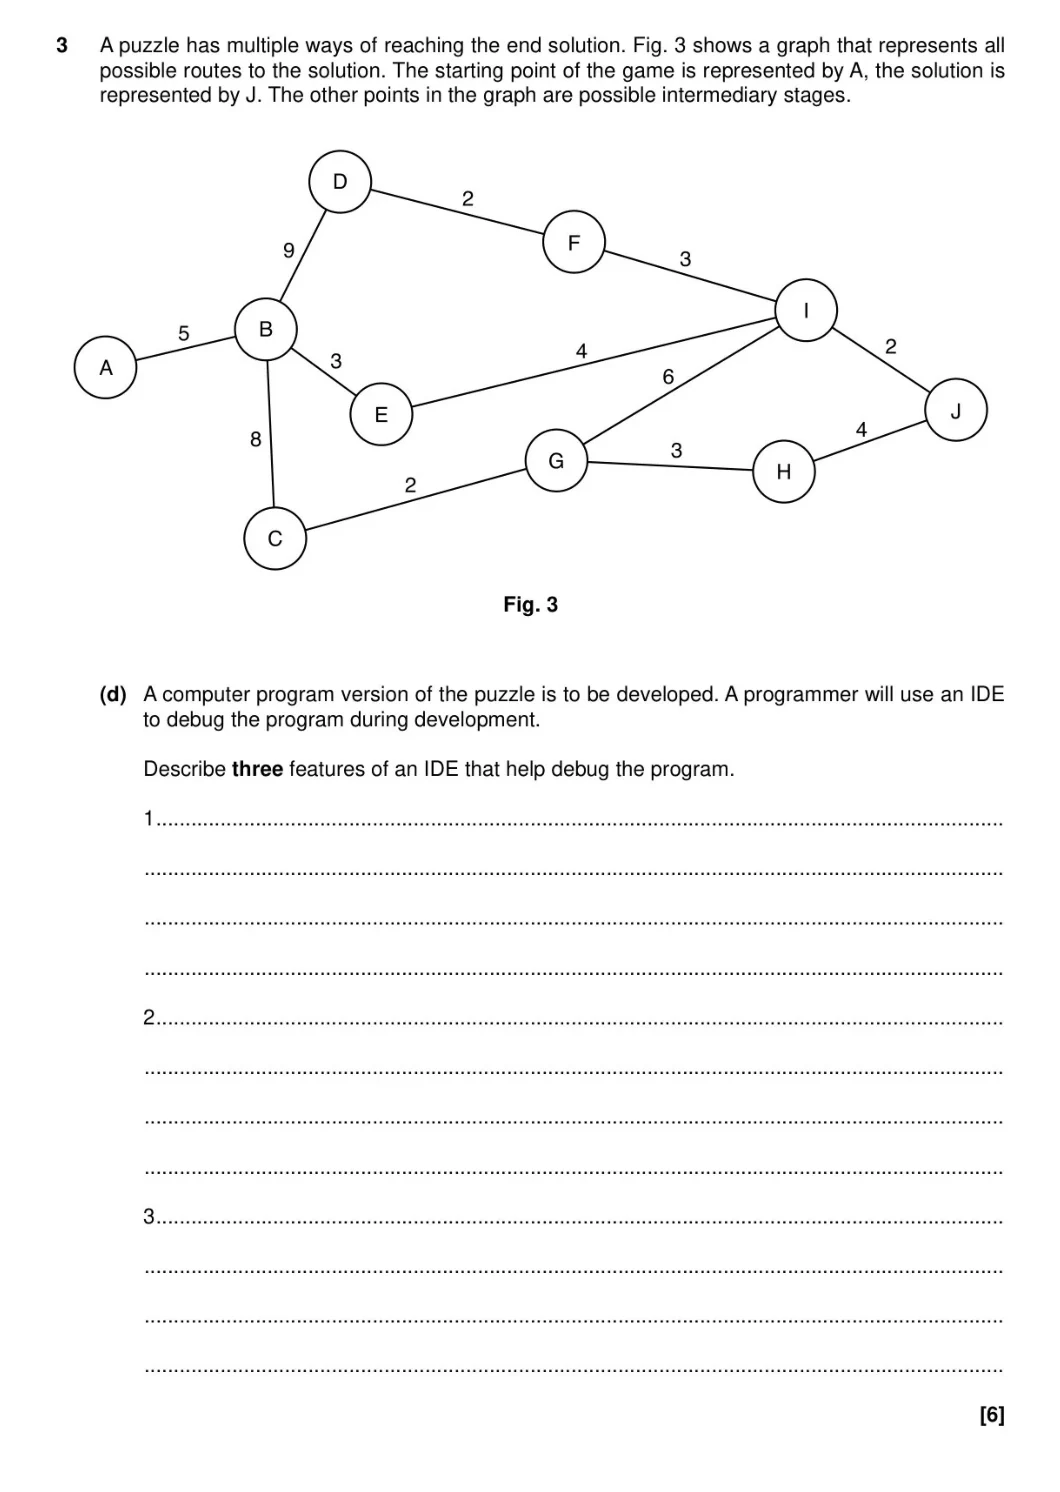 3 A puzzle has multiple ways of reaching the end solution. Fig. 3 shows a graph that represents all
possible routes to the solution. The starting point of the game is represented by A, the solution is
represented by J. The other points in the graph are possible intermediary stages.
D
2
F
9
3
I
5
B
A
3
4
2
6
E
J
8
4
G
3
H
2
C
Fig. 3
(d) A computer program version of the puzzle is to be developed. A programmer will use an IDE
to debug the program during development.
Describe three features of an IDE that help debug the program.
1
2
3
[6]